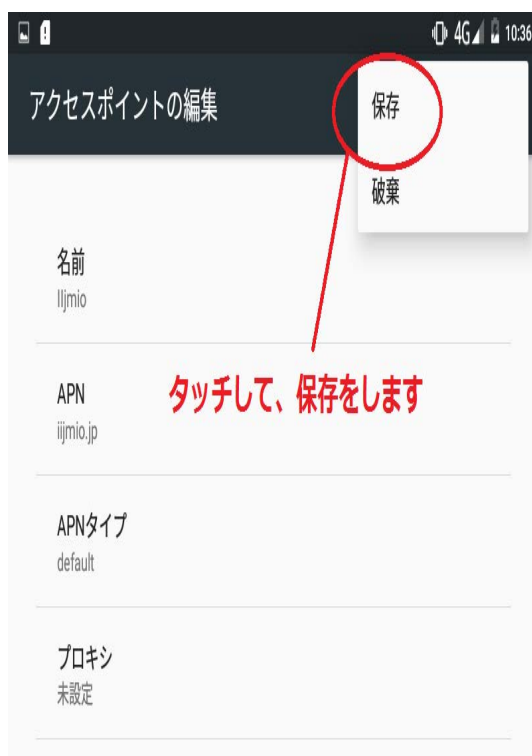 4G 10:36
アクセスポイントの編集
保存
破棄
名前
IIjmio
APN
iijmio.jp
タッチして、保存をします
APNタイプ
default
プロキシ
未設定